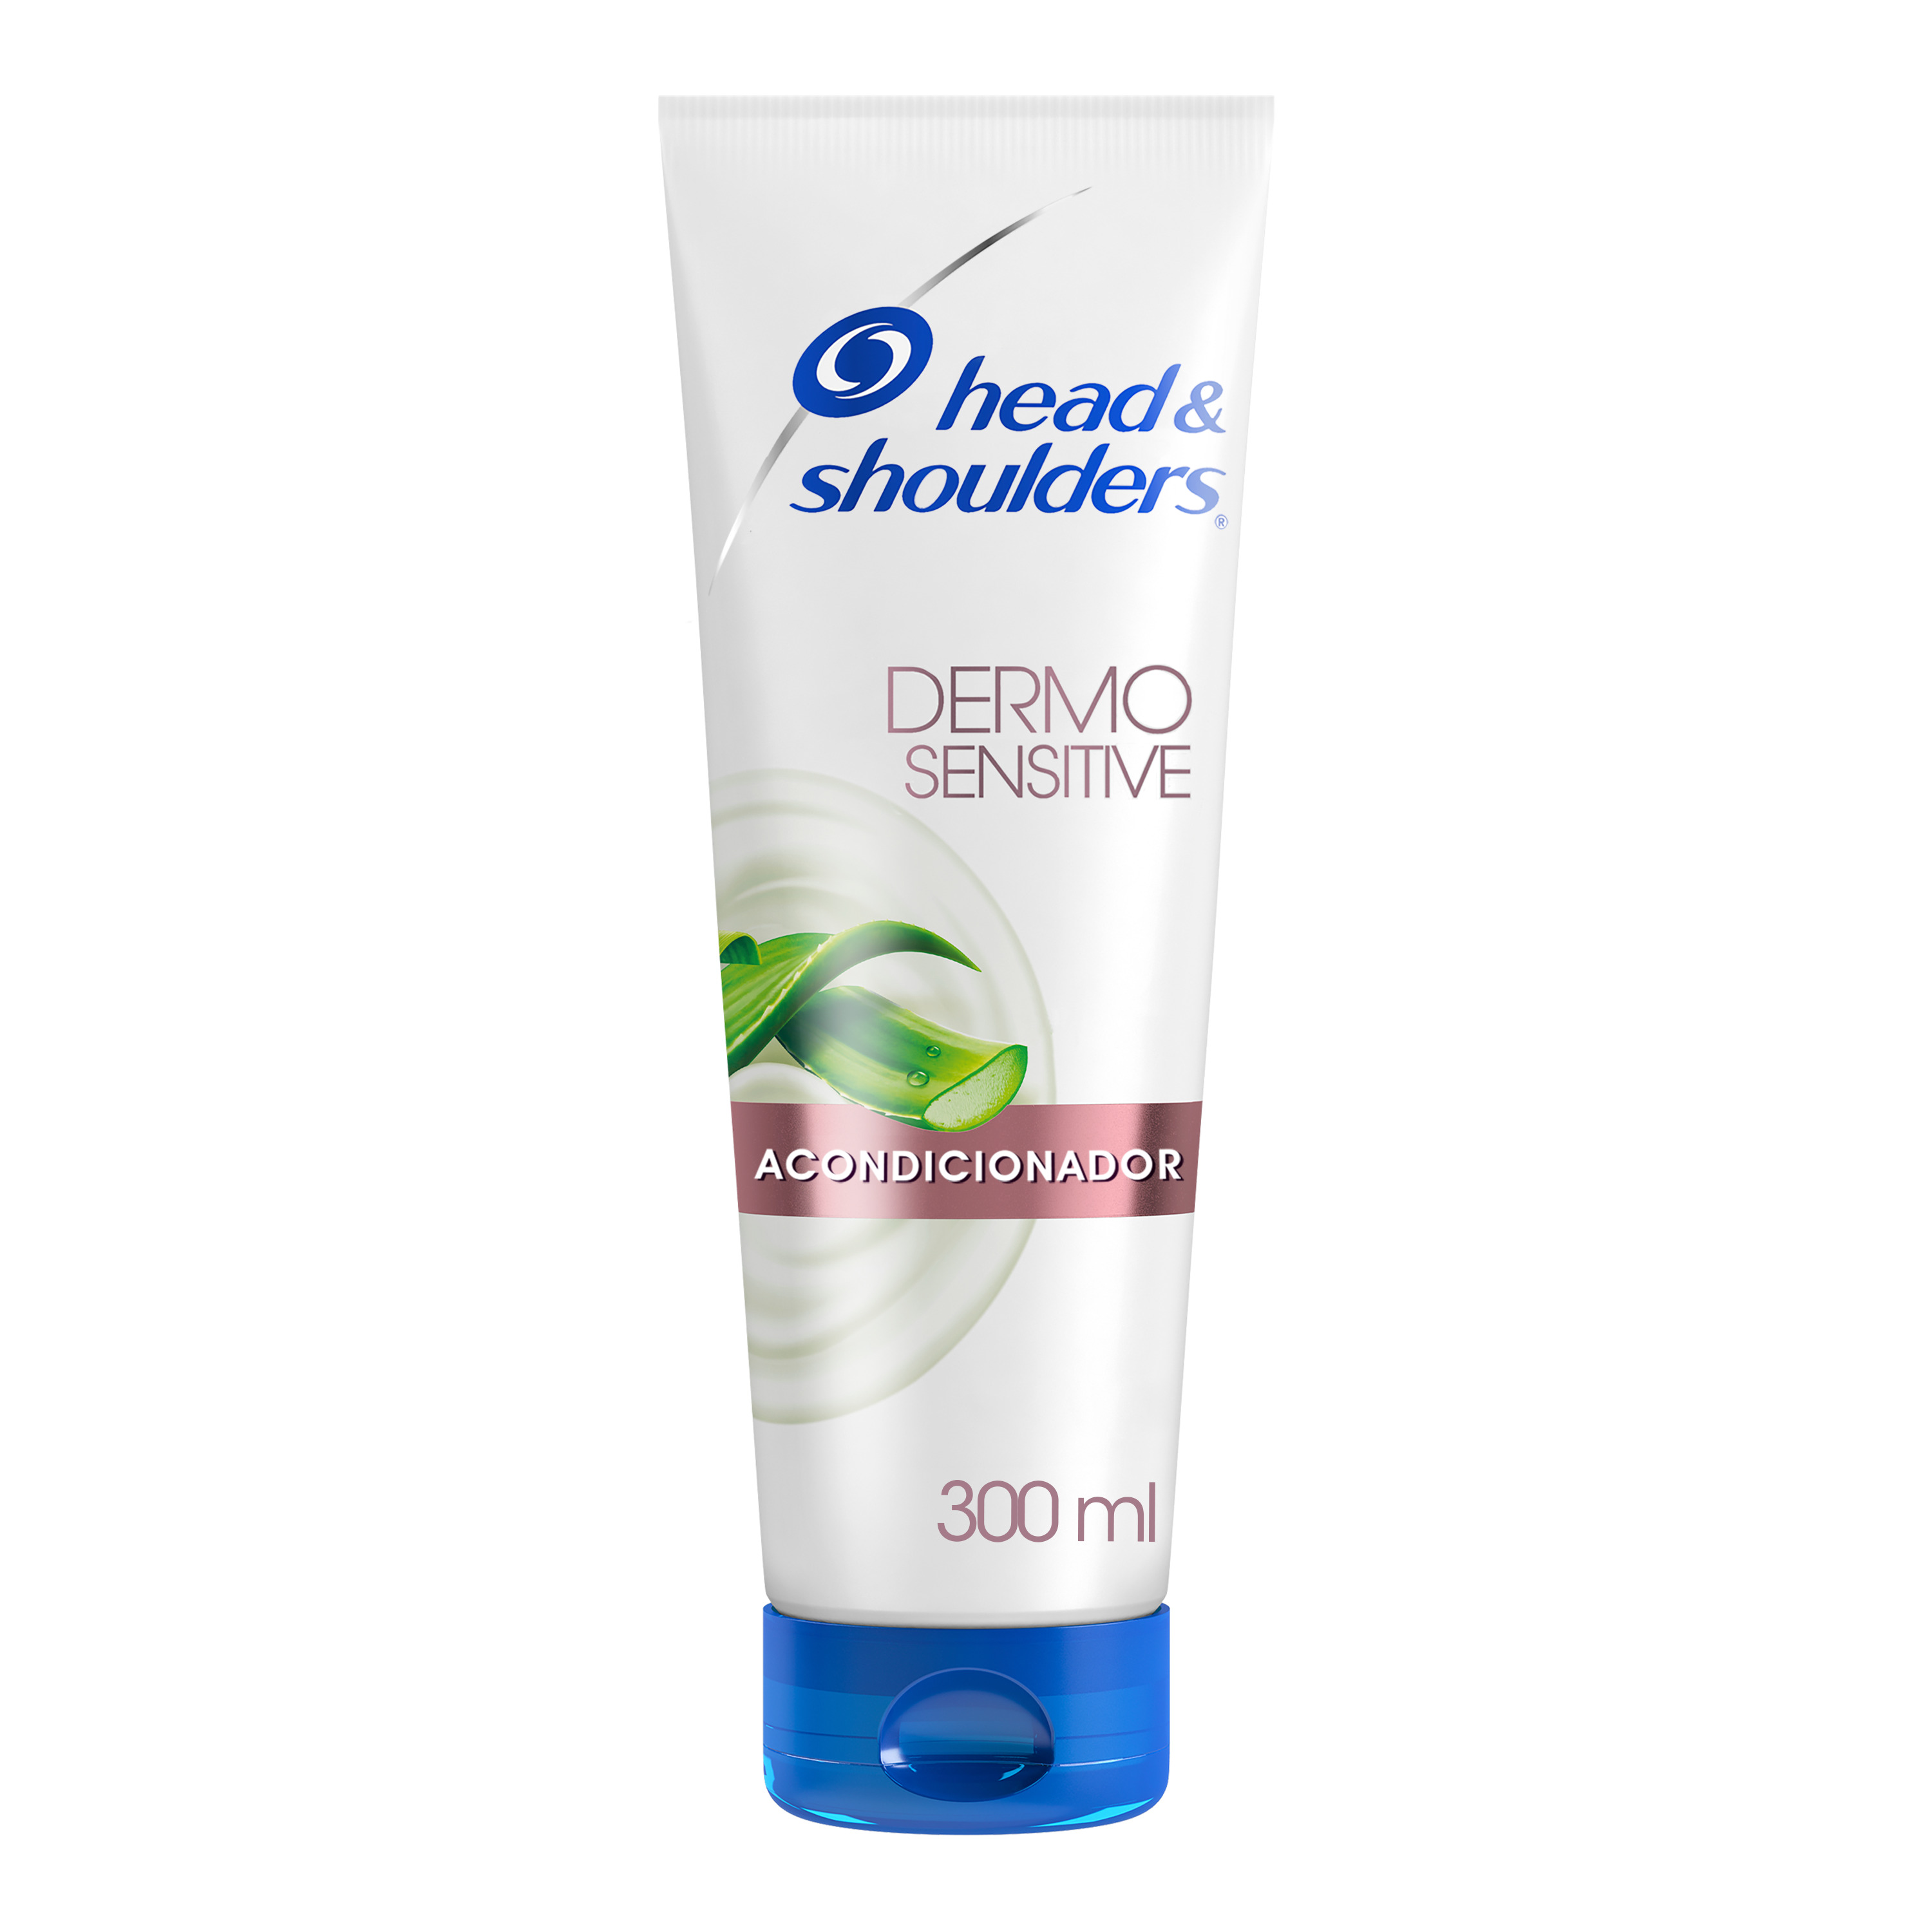 head &
shoulders®
DERMO
SENSITIVE
ACONDICIONADOR
300 ml